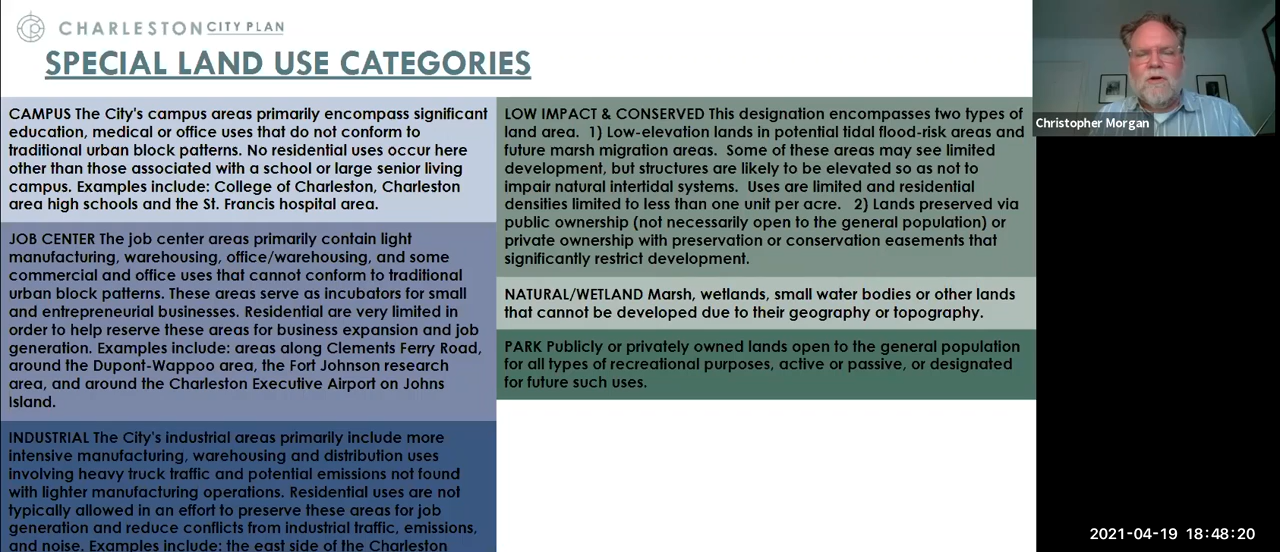 CHARLESTON CITY PLAN
SPECIAL LAND USE CATEGORIES
CAMPUS The City's campus areas primarily encompass significant
education, medical or office uses that do not conform to
traditional urban block patterns. No residential uses occur here
other than those associated with a school or large senior living
campus. Examples include: College of Charleston, Charleston
area high schools and the St. Francis hospital area.
JOB CENTER The job center areas primarily contain light
manufacturing, warehousing, office/warehousing, and some
commercial and office uses that cannot conform to traditional
urban block patterns. These areas serve as incubators for small
and entrepreneurial businesses. Residential are very limited in
order to help reserve these areas for business expansion and job
generation. Examples include: areas along Clements Ferry Road,
around the Dupont-Wappoo area, the Fort Johnson research
area, and around the Charleston Executive Airport on Johns
Island.
INDUSTRIAL The City's industrial areas primarily include more
intensive manufacturing, warehousing and distribution uses
involving heavy truck traffic and potential emissions not found
with lighter manufacturing operations. Residential uses are not
typically allowed in an effort to preserve these areas for job
generation and reduce conflicts from industrial traffic, emissions,
and noise. Examples include: the east side of the Charleston
LOW IMPACT & CONSERVED This designation encompasses two types of
land area. 1) Low-elevation lands in potential tidal flood-risk areas and
future marsh migration areas. Some of these areas may see limited
development, but structures are likely to be elevated so as not to
impair natural intertidal systems. Uses are limited and residential
densities limited to less than one unit per acre. 2) Lands preserved via
public ownership (not necessarily open to the general population) or
private ownership with preservation or conservation easements that
significantly restrict development.
NATURAL/WETLAND Marsh, wetlands, small water bodies or other lands
that cannot be developed due to their geography or topography.
PARK Publicly or privately owned lands open to the general population
for all types of recreational purposes, active or passive, or designated
for future such uses.
Christopher Morgan
2021-04-19 18:48:20